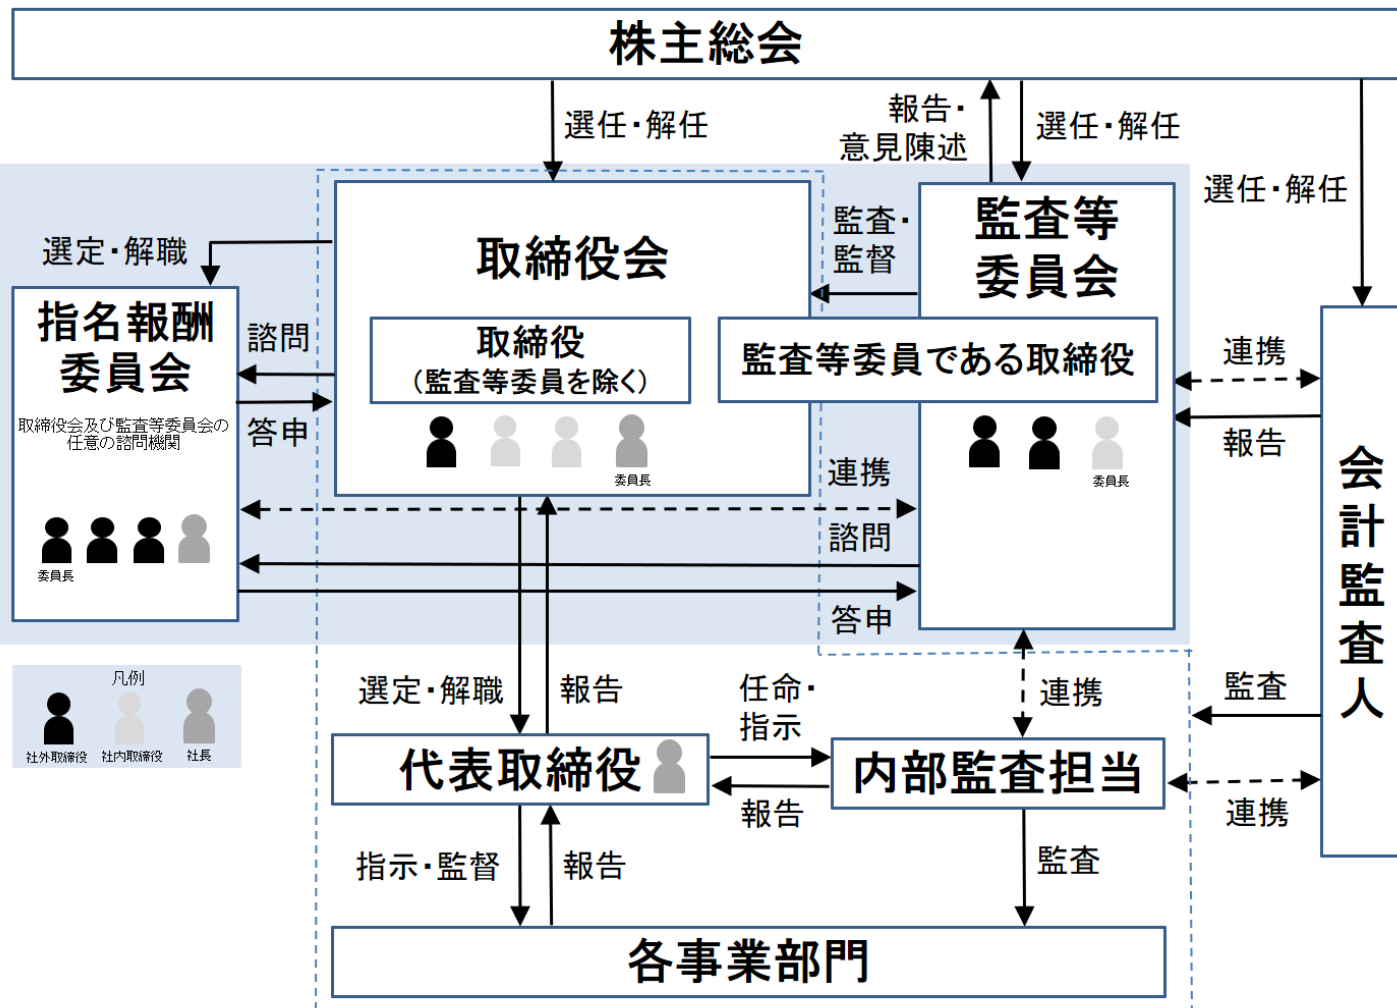 株主総会
選任・解任
報告・
意見陳述
選任・解任
選任・解任
取締役会
監査・
監督
監査等
委員会
選定・解職
指名報酬
委員会
取締役会及び監査等委員会の
任意の諮問機関
諮問
答申
取締役
（監査等委員を除く）
監査等委員である取締役
委員長
委員長
連携
報告
連携
諮問
答申
委員長
会計監査人
凡例
社外取締役
社内取締役
社長
選定・解職
報告
任命・
指示
連携
監査
代表取締役
内部監査担当
報告
連携
指示・監督
報告
監査
各事業部門